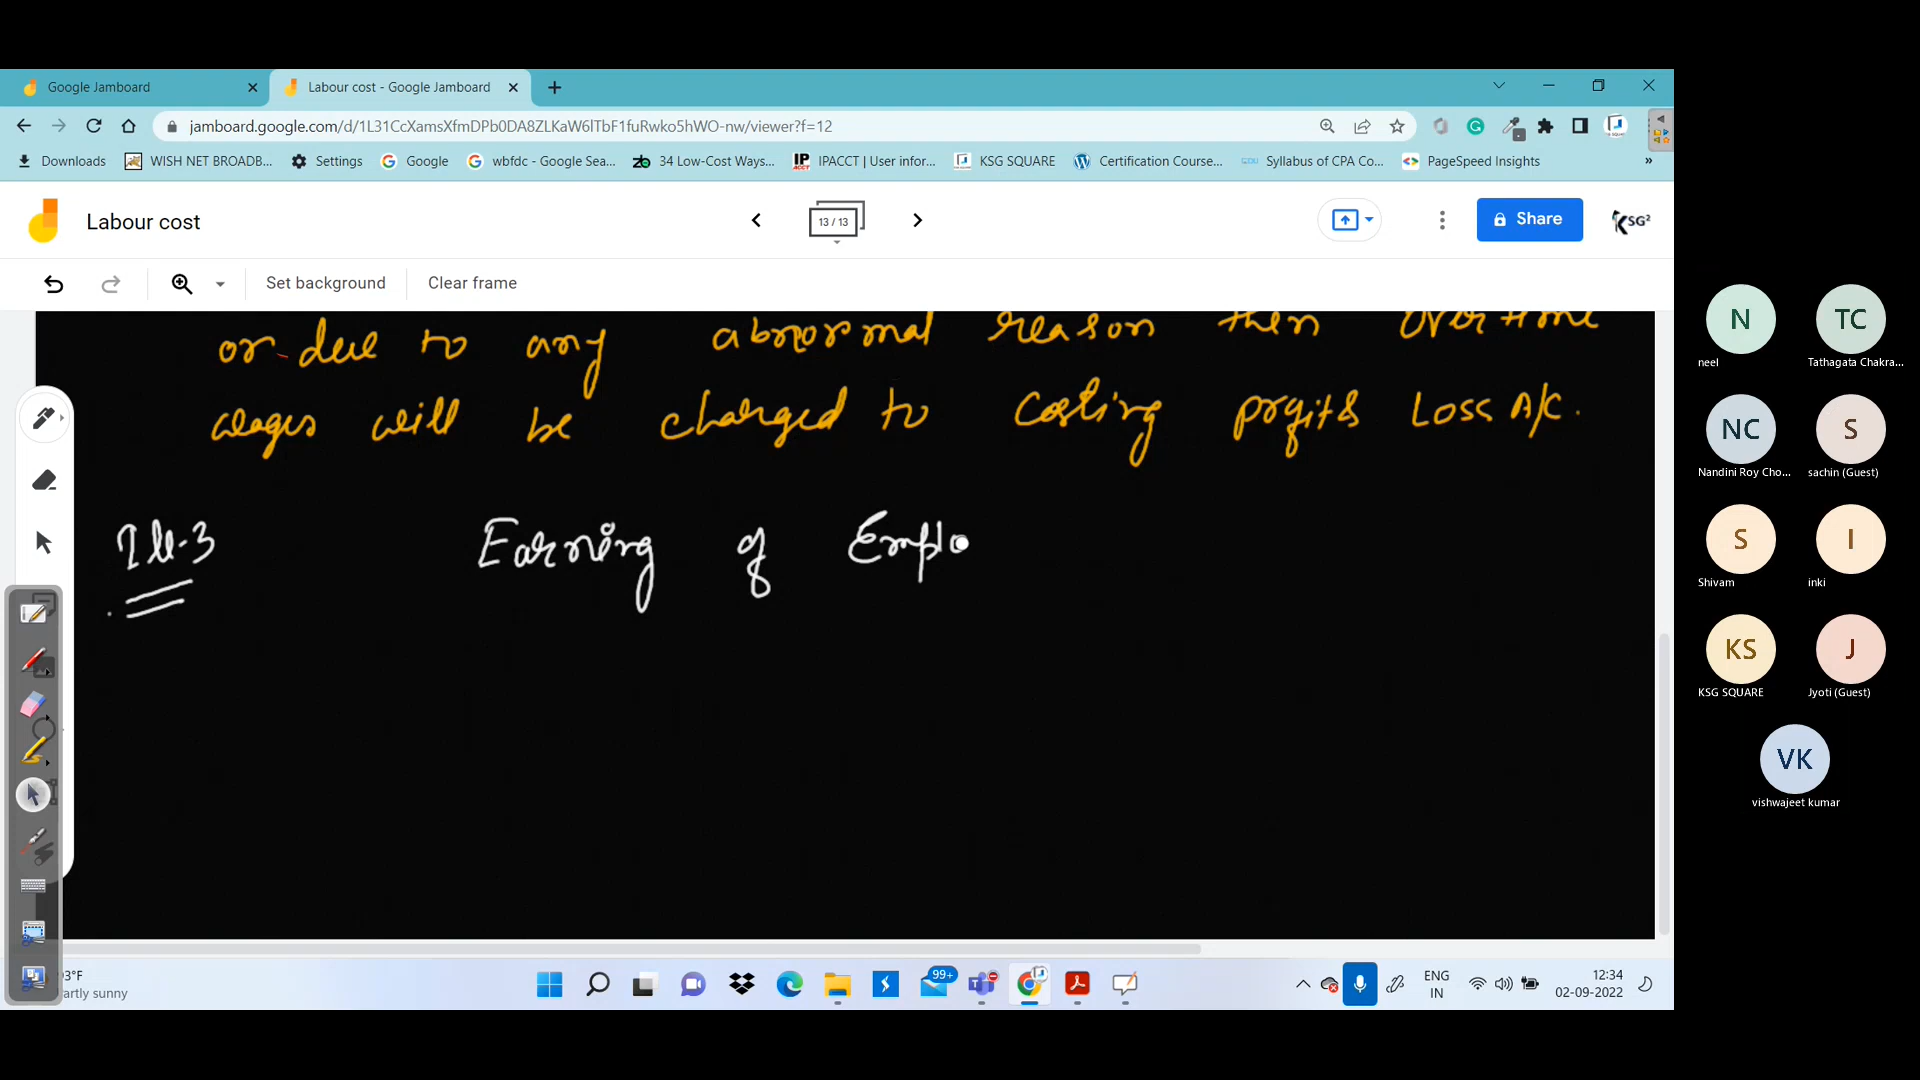 Google Jamboard
Labour cost - Google Jamboard
jamboard.google.com/d/1L31CcXamsXfmDPb0DA8ZLKaW6lTbF1fuRwko5hWO-nw/viewer?f=12
Downloads WISH NET BROADB... Settings Google wbfdc - Google Sea... 34 Low-Cost Ways... IPACCT | User infor... KSG SQUARE Certification Course... Syllabus of CPA Co... PageSpeed Insights »
Labour cost
13 / 13
Share
KSG²
Set background Clear frame
or due to any abnormal reason then overtime
wages will be charged to Costing profit & Loss A/c.
Ill-3 Earning of Emplo
N TC
neel Tathagata Chakra...
NC S
Nandini Roy Cho... sachin (Guest)
S I
Shivam inki
KS J
KSG SQUARE Jyoti (Guest)
VK
vishwajeet kumar
93°F
artly sunny
99+
ENG
IN
12:34
02-09-2022